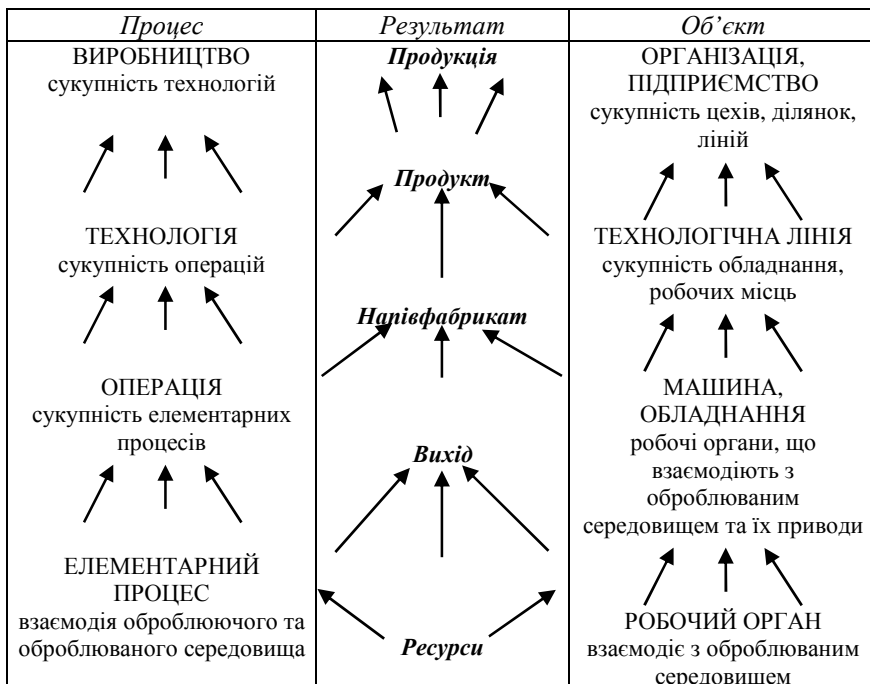 Процес
Результат
Об’єкт
ВИРОБНИЦТВО
сукупність технологій
ТЕХНОЛОГІЯ
сукупність операцій
ОПЕРАЦІЯ
сукупність елементарних
процесів
ЕЛЕМЕНТАРНИЙ
ПРОЦЕС
взаємодія оброблюючого та
оброблюваного середовища
Продукція
Продукт
Напівфабрикат
Вихід
Ресурси
ОРГАНІЗАЦІЯ,
ПІДПРИЄМСТВО
сукупність цехів, ділянок,
ліній
ТЕХНОЛОГІЧНА ЛІНІЯ
сукупність обладнання,
робочих місць
МАШИНА,
ОБЛАДНАННЯ
робочі органи, що
взаємодіють з
оброблюваним
середовищем та їх приводи
РОБОЧИЙ ОРГАН
взаємодіє з оброблюваним
середовищем